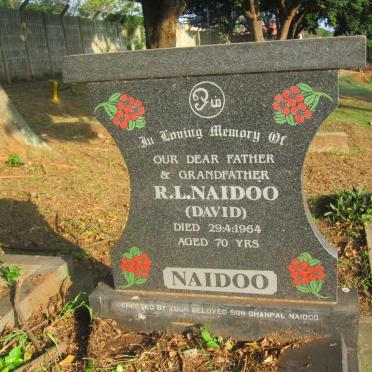 ௐ
In Loving Memory Of
OUR DEAR FATHER
& GRANDFATHER
R.L.NAIDOO
(DAVID)
DIED 29:4:1964
AGED 70 YRS
NAIDOO
ERECTED BY YOUR BELOVED SON DHANPAL NAIDOO